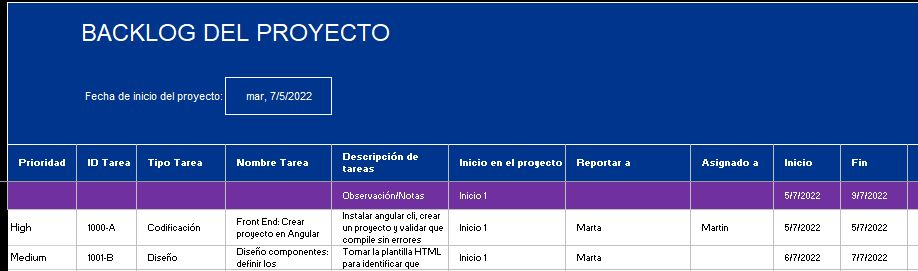 BACKLOG DEL PROYECTO
Fecha de inicio del proyecto: mar, 7/5/2022
Prioridad ID Tarea Tipo Tarea Nombre Tarea Descripción de tareas Inicio en el proyecto Reportar a Asignado a Inicio Fin
Observación/Notas Inicio 1 5/7/2022 9/7/2022
High 1000-A Codificación Front End: Crear proyecto en Angular Instalar angular cli, crear un proyecto y validar que compile sin errores Inicio 1 Marta Martin 5/7/2022 5/7/2022
Medium 1001-B Diseño Diseño componentes: definir los Tomar la plantilla HTML para identificar que Inicio 1 Marta 6/7/2022 7/7/2022